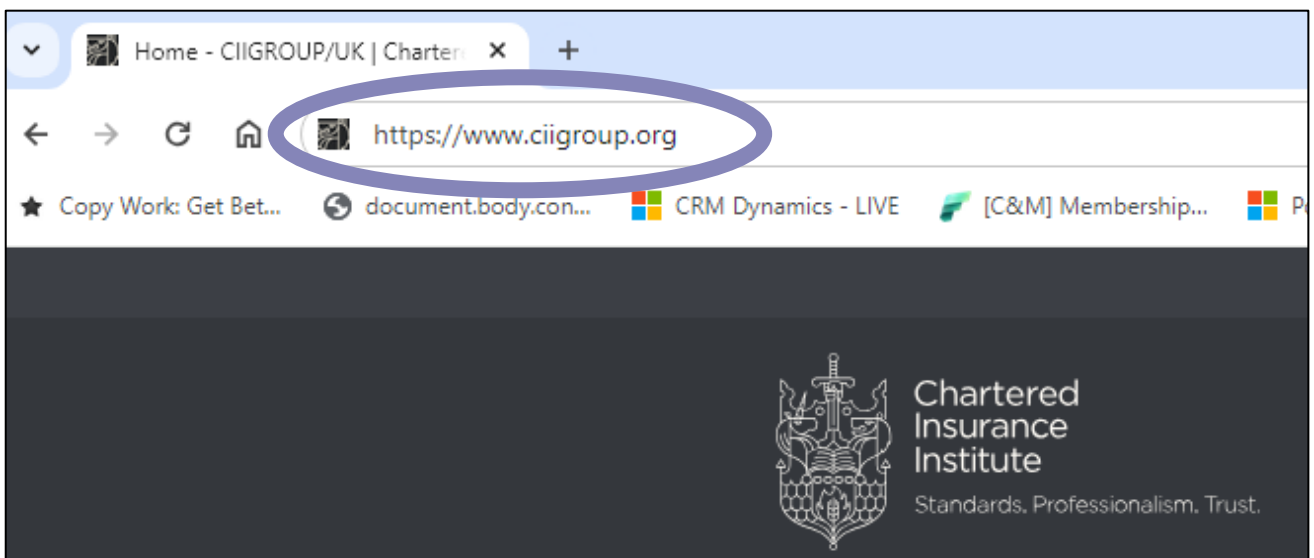 Home - CIIGROUP/UK | Charter
https://www.ciigroup.org
Copy Work: Get Bet... document.body.con... CRM Dynamics - LIVE [C&M] Membership...
Chartered
Insurance
Institute
Standards. Professionalism. Trust.